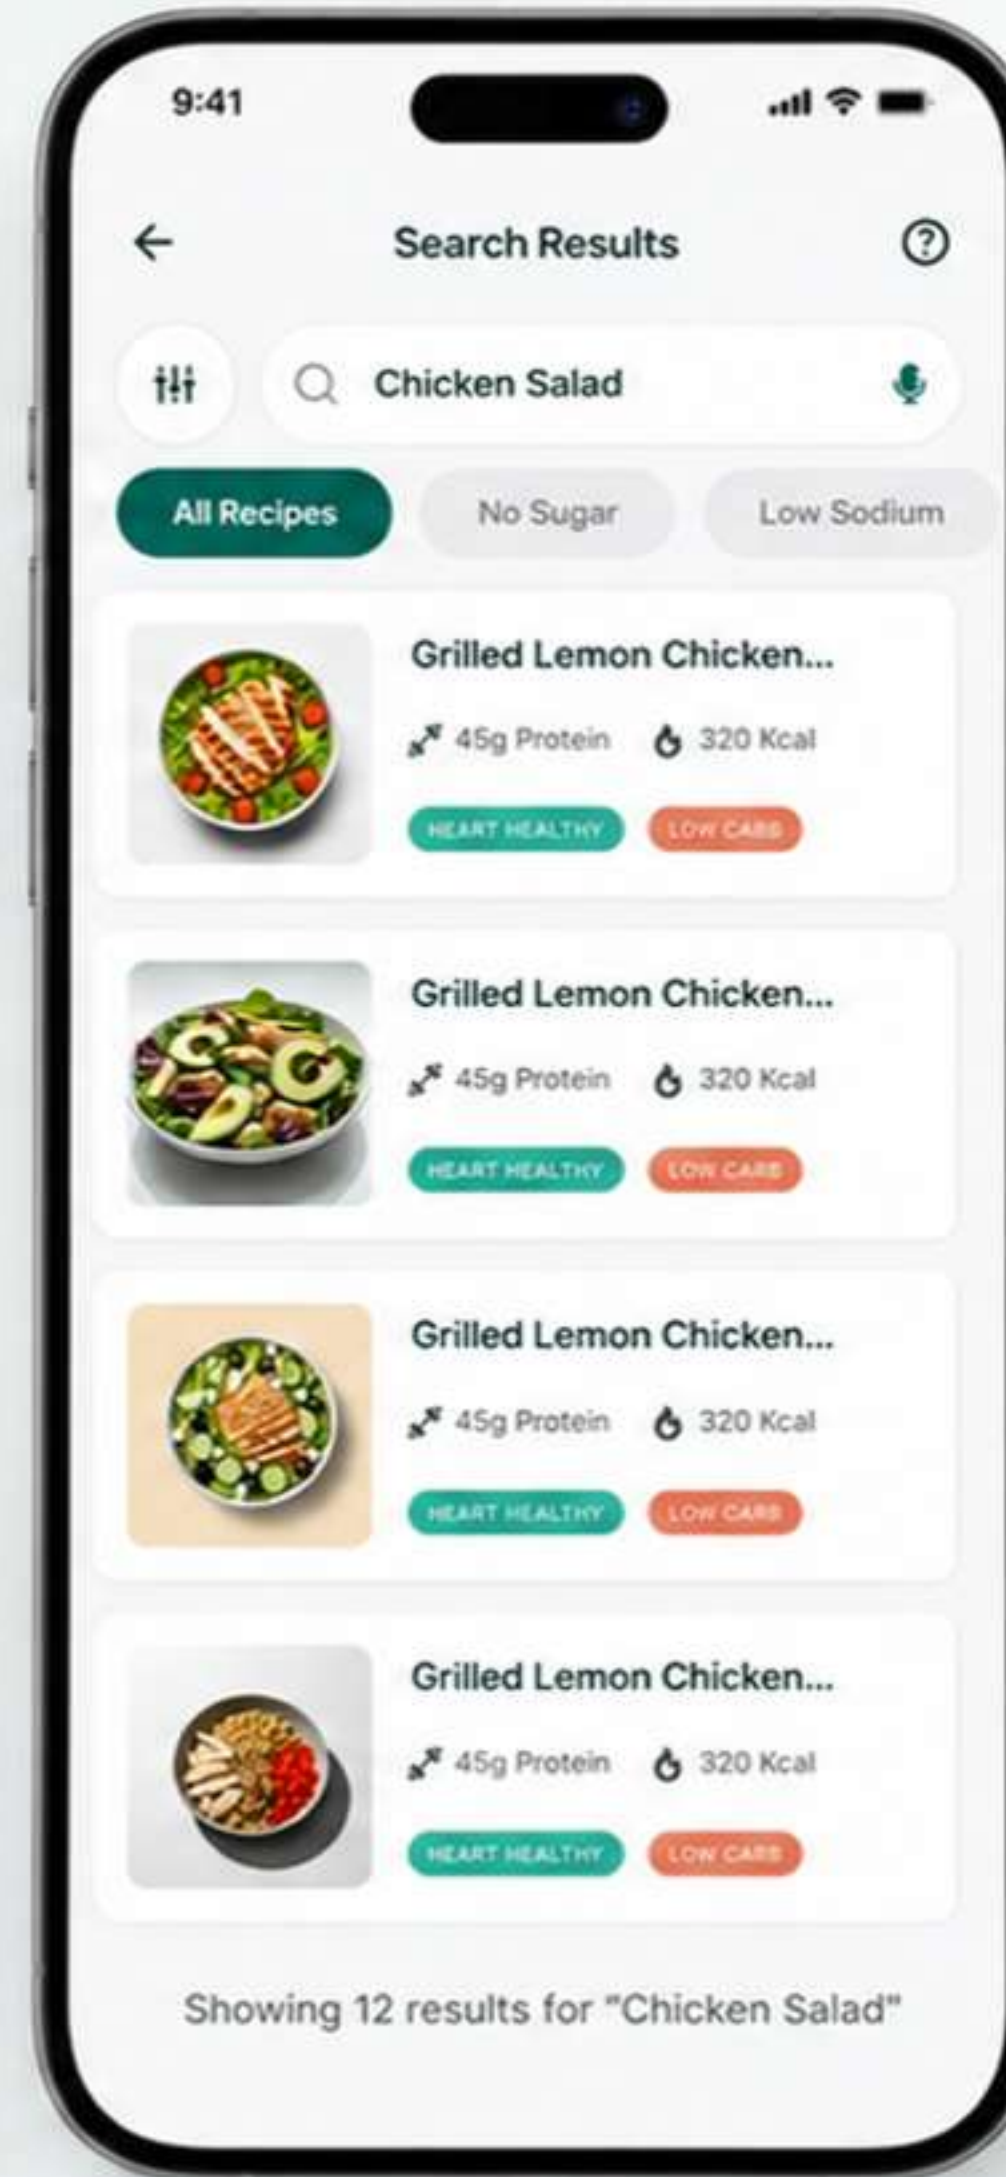 9:41
Search Results
Chicken Salad
All Recipes No Sugar Low Sodium
Grilled Lemon Chicken...
45g Protein 320 Kcal
HEART HEALTHY LOW CARB
Grilled Lemon Chicken...
45g Protein 320 Kcal
HEART HEALTHY LOW CARB
Grilled Lemon Chicken...
45g Protein 320 Kcal
HEART HEALTHY LOW CARB
Grilled Lemon Chicken...
45g Protein 320 Kcal
HEART HEALTHY LOW CARB
Showing 12 results for "Chicken Salad"